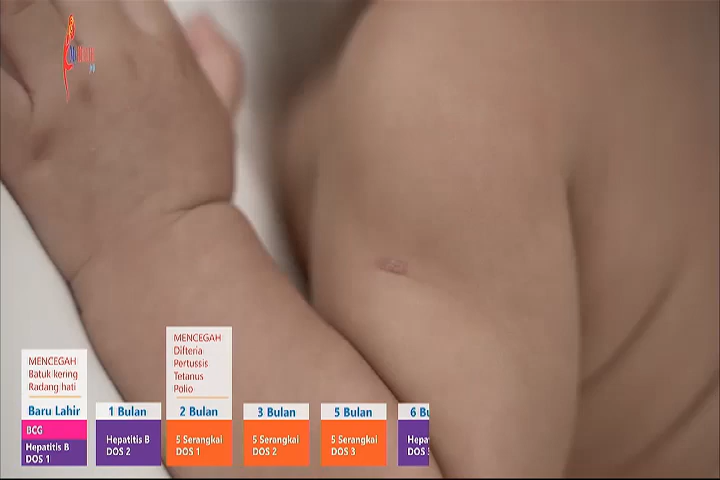 MENCEGAH
Batuk kering
Radang hati
Baru Lahir
BCG
Hepatitis B
DOS 1
1 Bulan
Hepatitis B
DOS 2
MENCEGAH
Difteria
Pertussis
Tetanus
Polio
2 Bulan
5 Serangkai
DOS 1
3 Bulan
5 Serangkai
DOS 2
5 Bulan
5 Serangkai
DOS 3